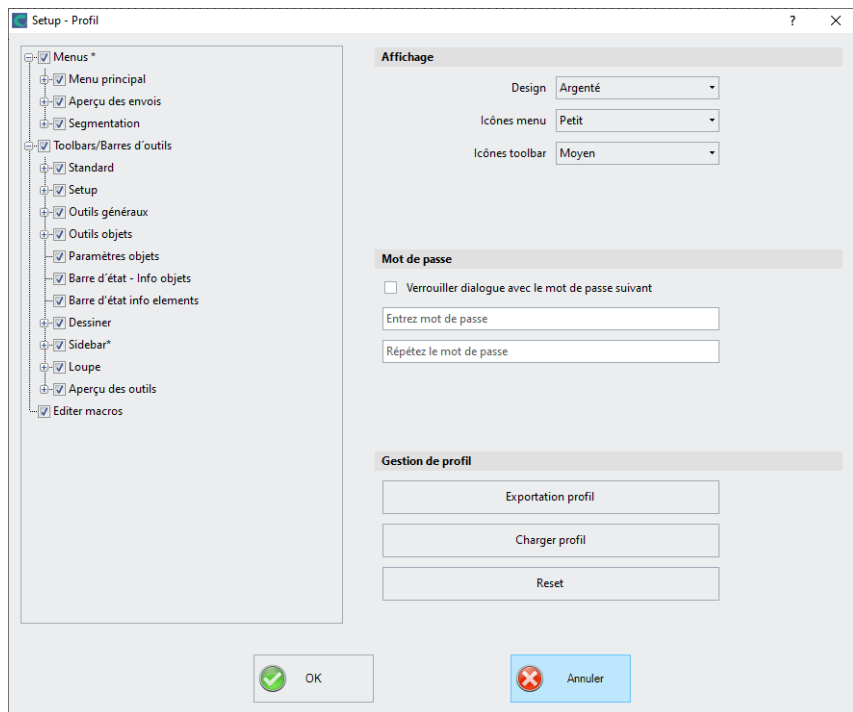 Setup - Profil
?
Menus *
Menu principal
Aperçu des envois
Segmentation
Toolbars/Barres d´outils
Standard
Setup
Outils généraux
Outils objets
Paramètres objets
Barre d´état - Info objets
Barre d'état info elements
Dessiner
Sidebar*
Loupe
Aperçu des outils
Editer macros
Affichage
Design Argenté
Icônes menu Petit
Icônes toolbar Moyen
Mot de passe
Verrouiller dialogue avec le mot de passe suivant
Entrez mot de passe
Répétez le mot de passe
Gestion de profil
Exportation profil
Charger profil
Reset
OK
Annuler